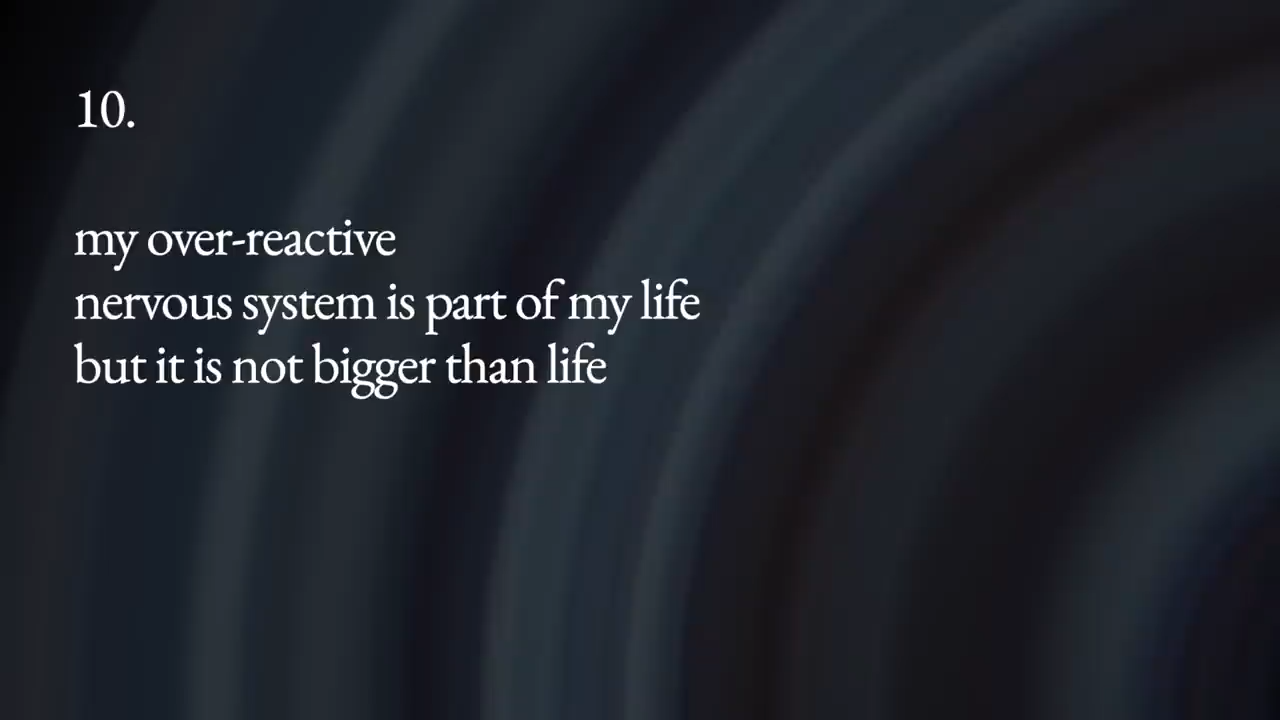 10.
my over-reactive
nervous system is part of my life
but it is not bigger than life